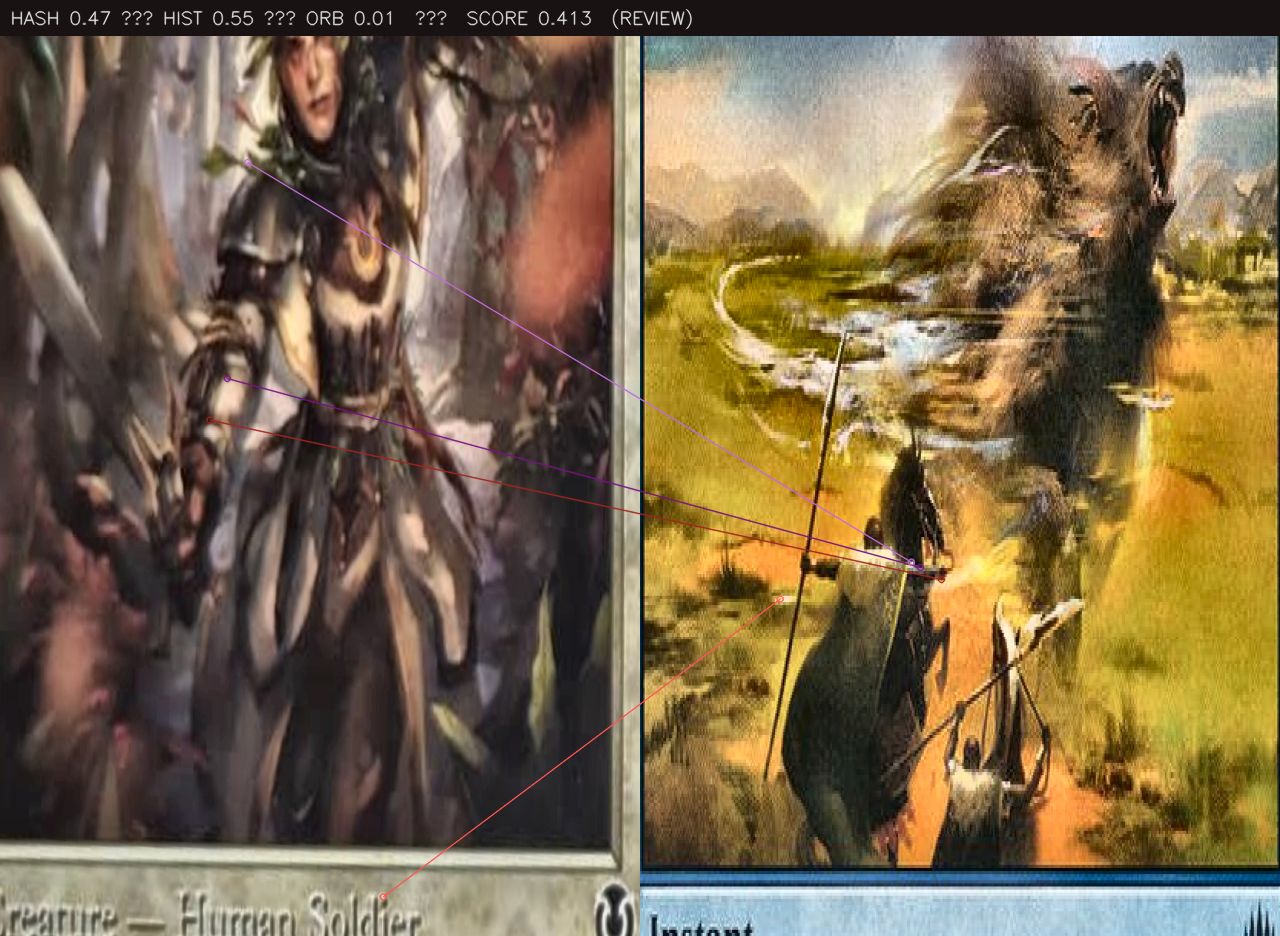 HASH 0.47 ??? HIST 0.55 ??? ORB 0.01 ??? SCORE 0.413 (REVIEW)
Creature — Human Soldier
Instant